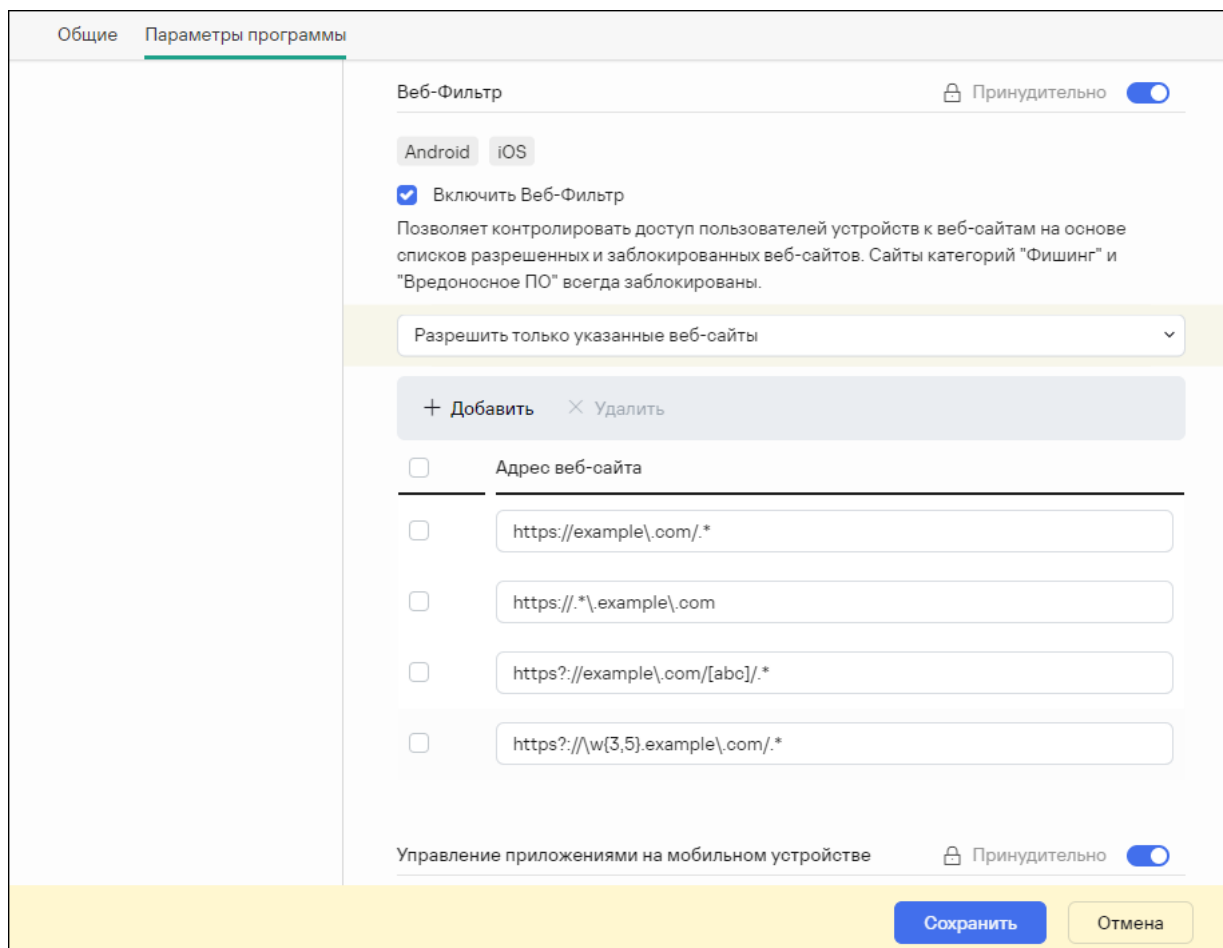 Общие Параметры программы
Веб-Фильтр Принудительно
Android iOS
Включить Веб-Фильтр
Позволяет контролировать доступ пользователей устройств к веб-сайтам на основе
списков разрешенных и заблокированных веб-сайтов. Сайты категорий "Фишинг" и
"Вредоносное ПО" всегда заблокированы.
Разрешить только указанные веб-сайты
+ Добавить × Удалить
Адрес веб-сайта
https://example\.com/.*
https://.*\.example\.com
https?://example\.com/[abc]/.*
https?://\w{3,5}.example\.com/.*
Управление приложениями на мобильном устройстве Принудительно
Сохранить Отмена